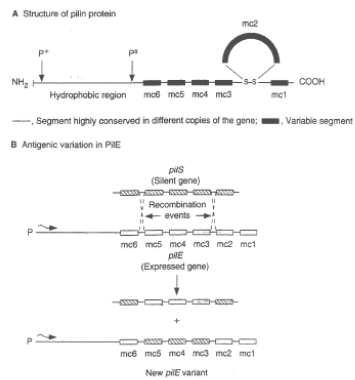 A Structure of pilin protein
mc2
p+ ps
NH2 S–S COOH
Hydrophobic region mc6 mc5 mc4 mc3 mc1
——, Segment highly conserved in different copies of the gene; ▬, Variable segment
B Antigenic variation in PilE
pilS
(Silent gene)
Recombination
events
P
mc6 mc5 mc4 mc3 mc2 mc1
pilE
(Expressed gene)
+
P
mc6 mc5 mc4 mc3 mc2 mc1
New pilE variant